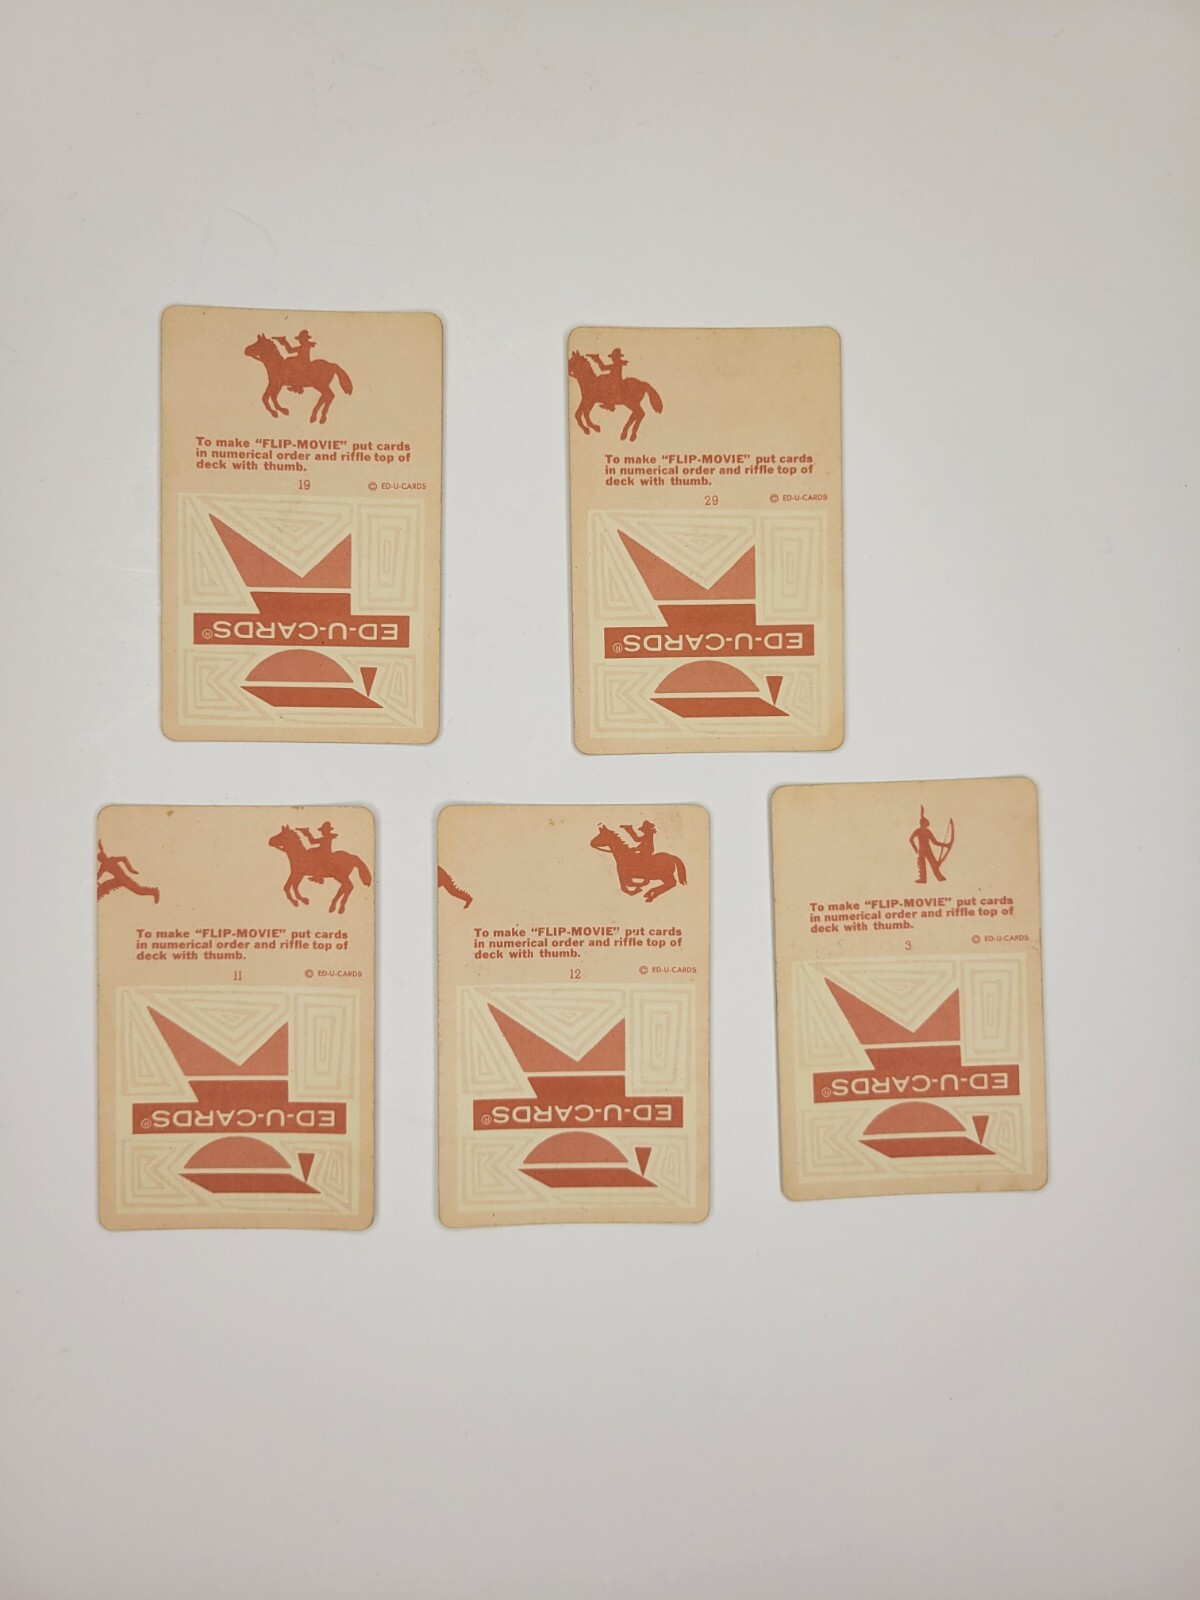 To make "FLIP-MOVIE" put cards
in numerical order and riffle top of
deck with thumb.
19 © ED-U-CARDS
ED-U-CARDS®
To make "FLIP-MOVIE" put cards
in numerical order and riffle top of
deck with thumb.
29 © ED-U-CARDS
ED-U-CARDS®
To make "FLIP-MOVIE" put cards
in numerical order and riffle top of
deck with thumb.
11 © ED-U-CARDS
ED-U-CARDS®
To make "FLIP-MOVIE" put cards
in numerical order and riffle top of
deck with thumb.
12 © ED-U-CARDS
ED-U-CARDS®
To make "FLIP-MOVIE" put cards
in numerical order and riffle top of
deck with thumb.
3 © ED-U-CARDS
ED-U-CARDS®